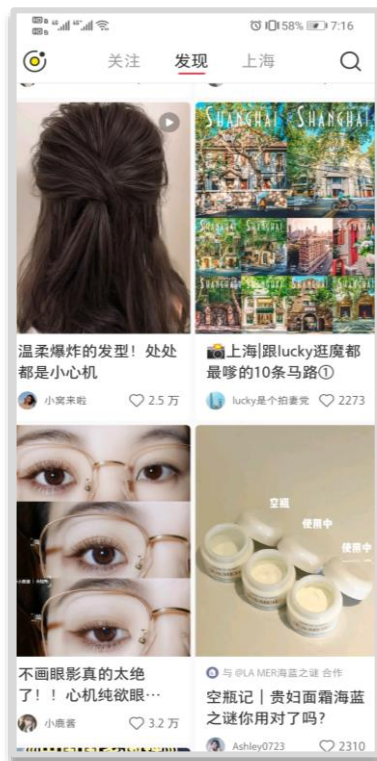 58% 7:16
关注 发现 上海
SHANGHAI SHANGHAI
温柔爆炸的发型！处处
都是小心机
小窝来啦 2.5 万
上海|跟lucky逛魔都
最嗲的10条马路①
lucky是个拍妻党 2273
空瓶
使用中
使用中
不画眼影真的太绝
了！！心机纯欲眼…
小鹿酱 3.2 万
与 @LA MER海蓝之谜 合作
空瓶记｜贵妇面霜海蓝
之谜你用对了吗？
Ashley0723 2310